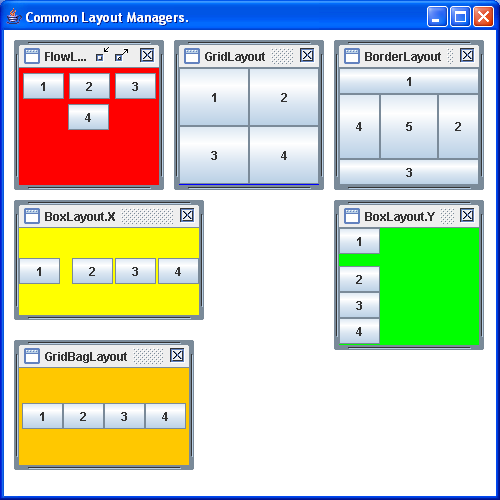 Common Layout Managers.
FlowL...
1 2 3
4
GridLayout
1 2
3 4
BorderLayout
1
4 5 2
3
BoxLayout.X
1 2 3 4
BoxLayout.Y
1
2
3
4
GridBagLayout
1 2 3 4